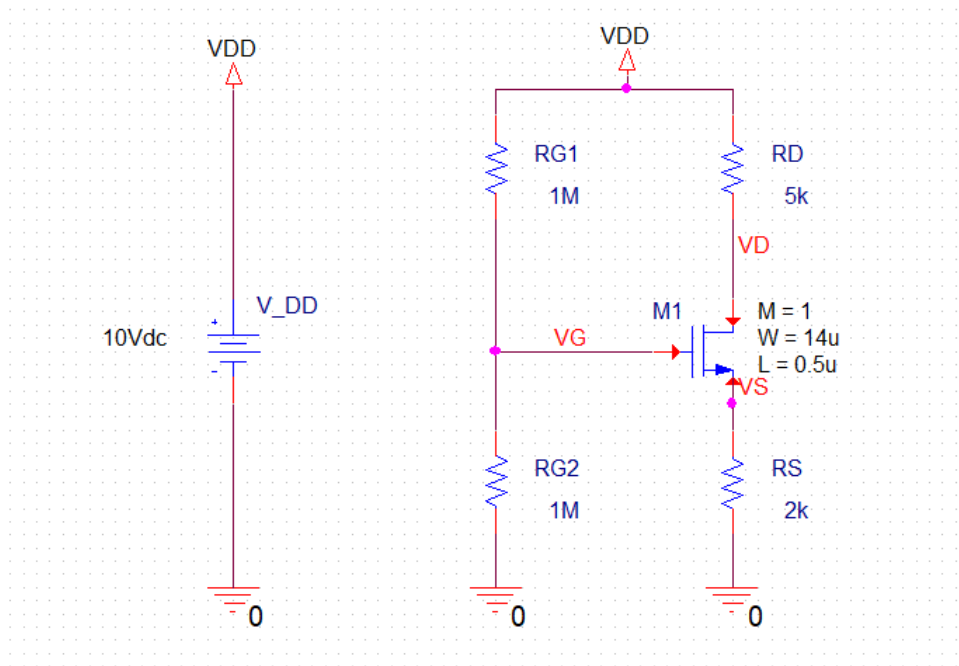 VDD
VDD
RG1
1M
RD
5k
VD
+
V_DD
10Vdc
-
M1
M = 1
W = 14u
L = 0.5u
VG
VS
RG2
1M
RS
2k
0
0
0